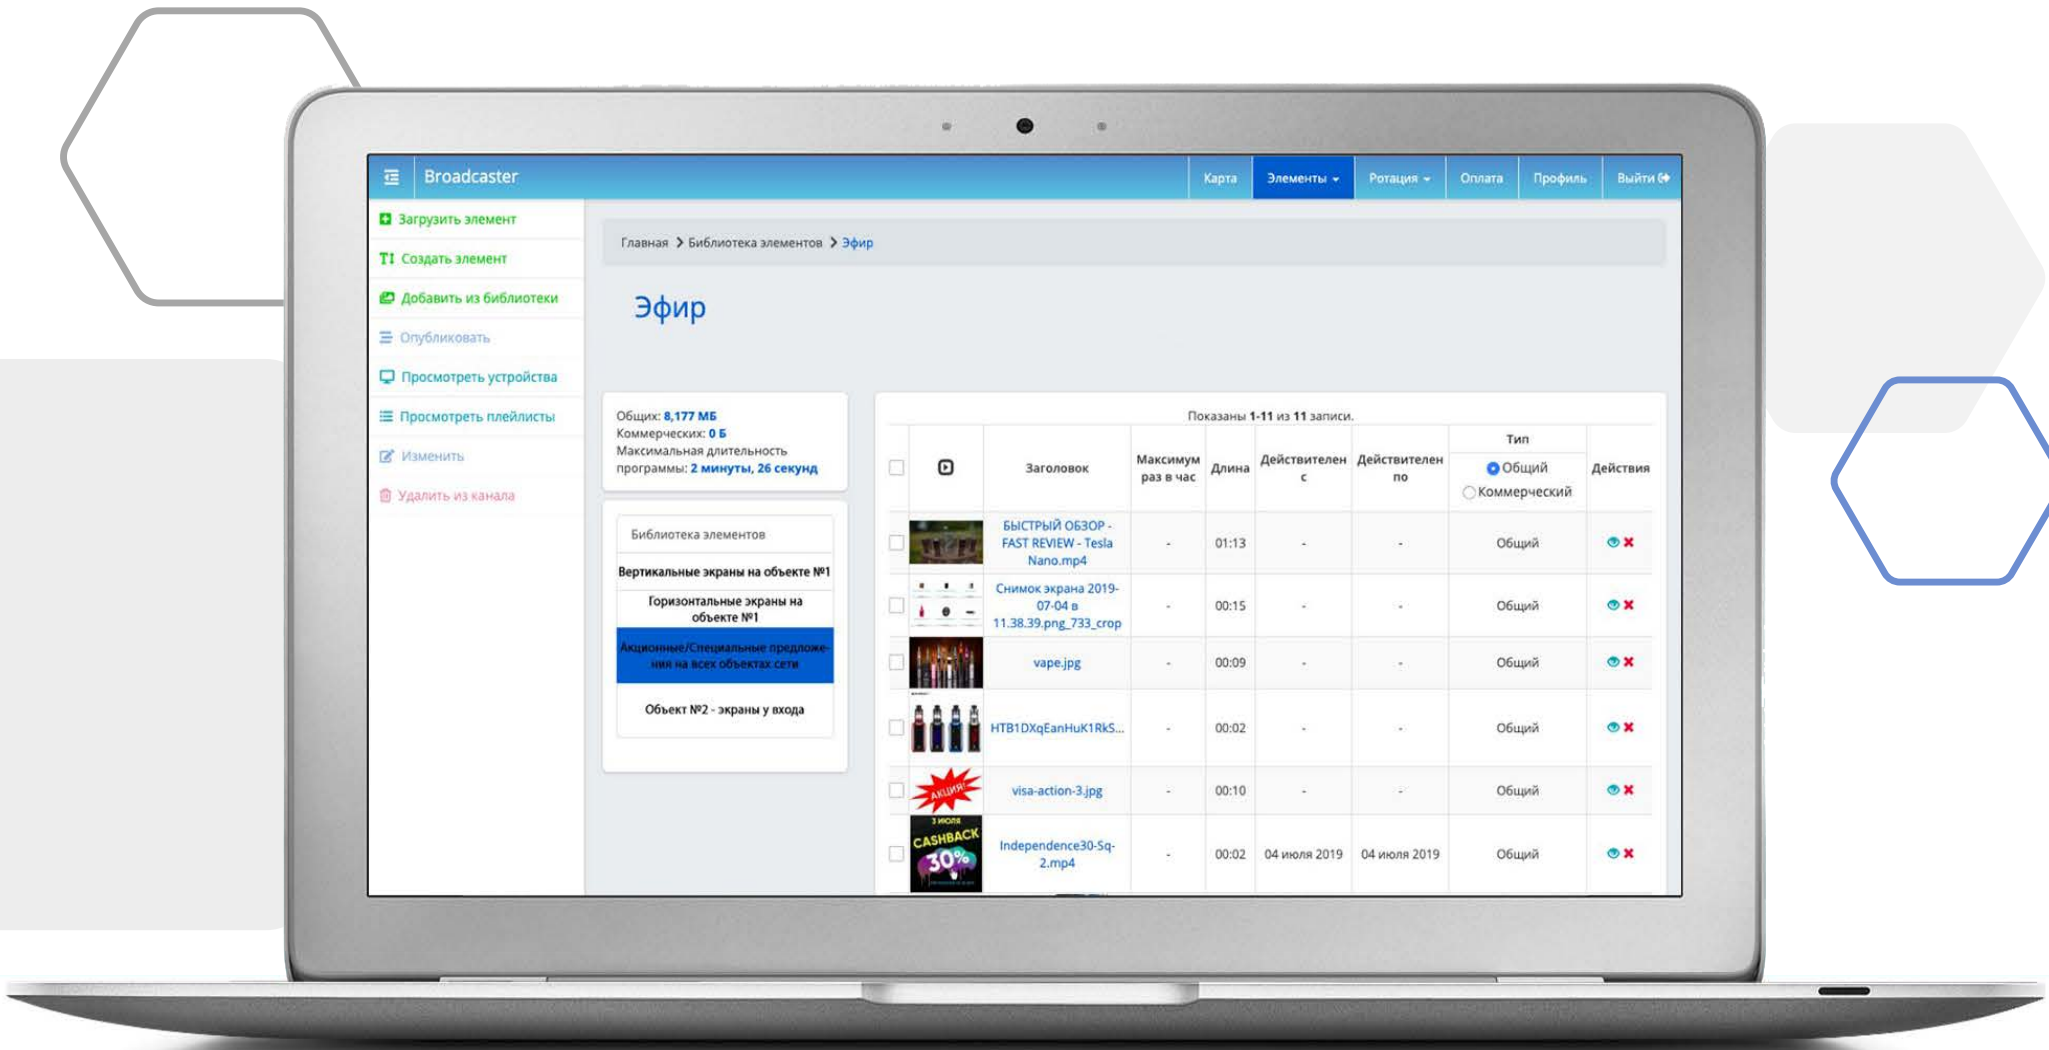 Broadcaster
Карта
Элементы
Ротация
Оплата
Профиль
Выйти
Загрузить элемент
Создать элемент
Добавить из библиотеки
Опубликовать
Просмотреть устройства
Просмотреть плейлисты
Изменить
Удалить из канала
Главная > Библиотека элементов > Эфир
Эфир
Общих: 8,177 МБ
Коммерческих: 0 Б
Максимальная длительность
программы: 2 минуты, 26 секунд
Библиотека элементов
Вертикальные экраны на объекте №1
Горизонтальные экраны на
объекте №1
Акционные/Специальные предложе-
ния на всех объектах сети
Объект №2 - экраны у входа
Показаны 1-11 из 11 записи.
Заголовок
Максимум
раз в час
Длина
Действителен
с
Действителен
по
Тип
Общий
Коммерческий
Действия
БЫСТРЫЙ ОБЗОР -
FAST REVIEW - Tesla
Nano.mp4
- 01:13 - - Общий
Снимок экрана 2019-
07-04 в
11.38.39.png_733_crop
- 00:15 - - Общий
vape.jpg - 00:09 - - Общий
HTB1DXqEanHuK1RkS... - 00:02 - - Общий
АКЦИЯ!
visa-action-3.jpg - 00:10 - - Общий
3 ИЮЛЯ
CASHBACK
30%
Independence30-Sq-
2.mp4
- 00:02 04 июля 2019 04 июля 2019 Общий